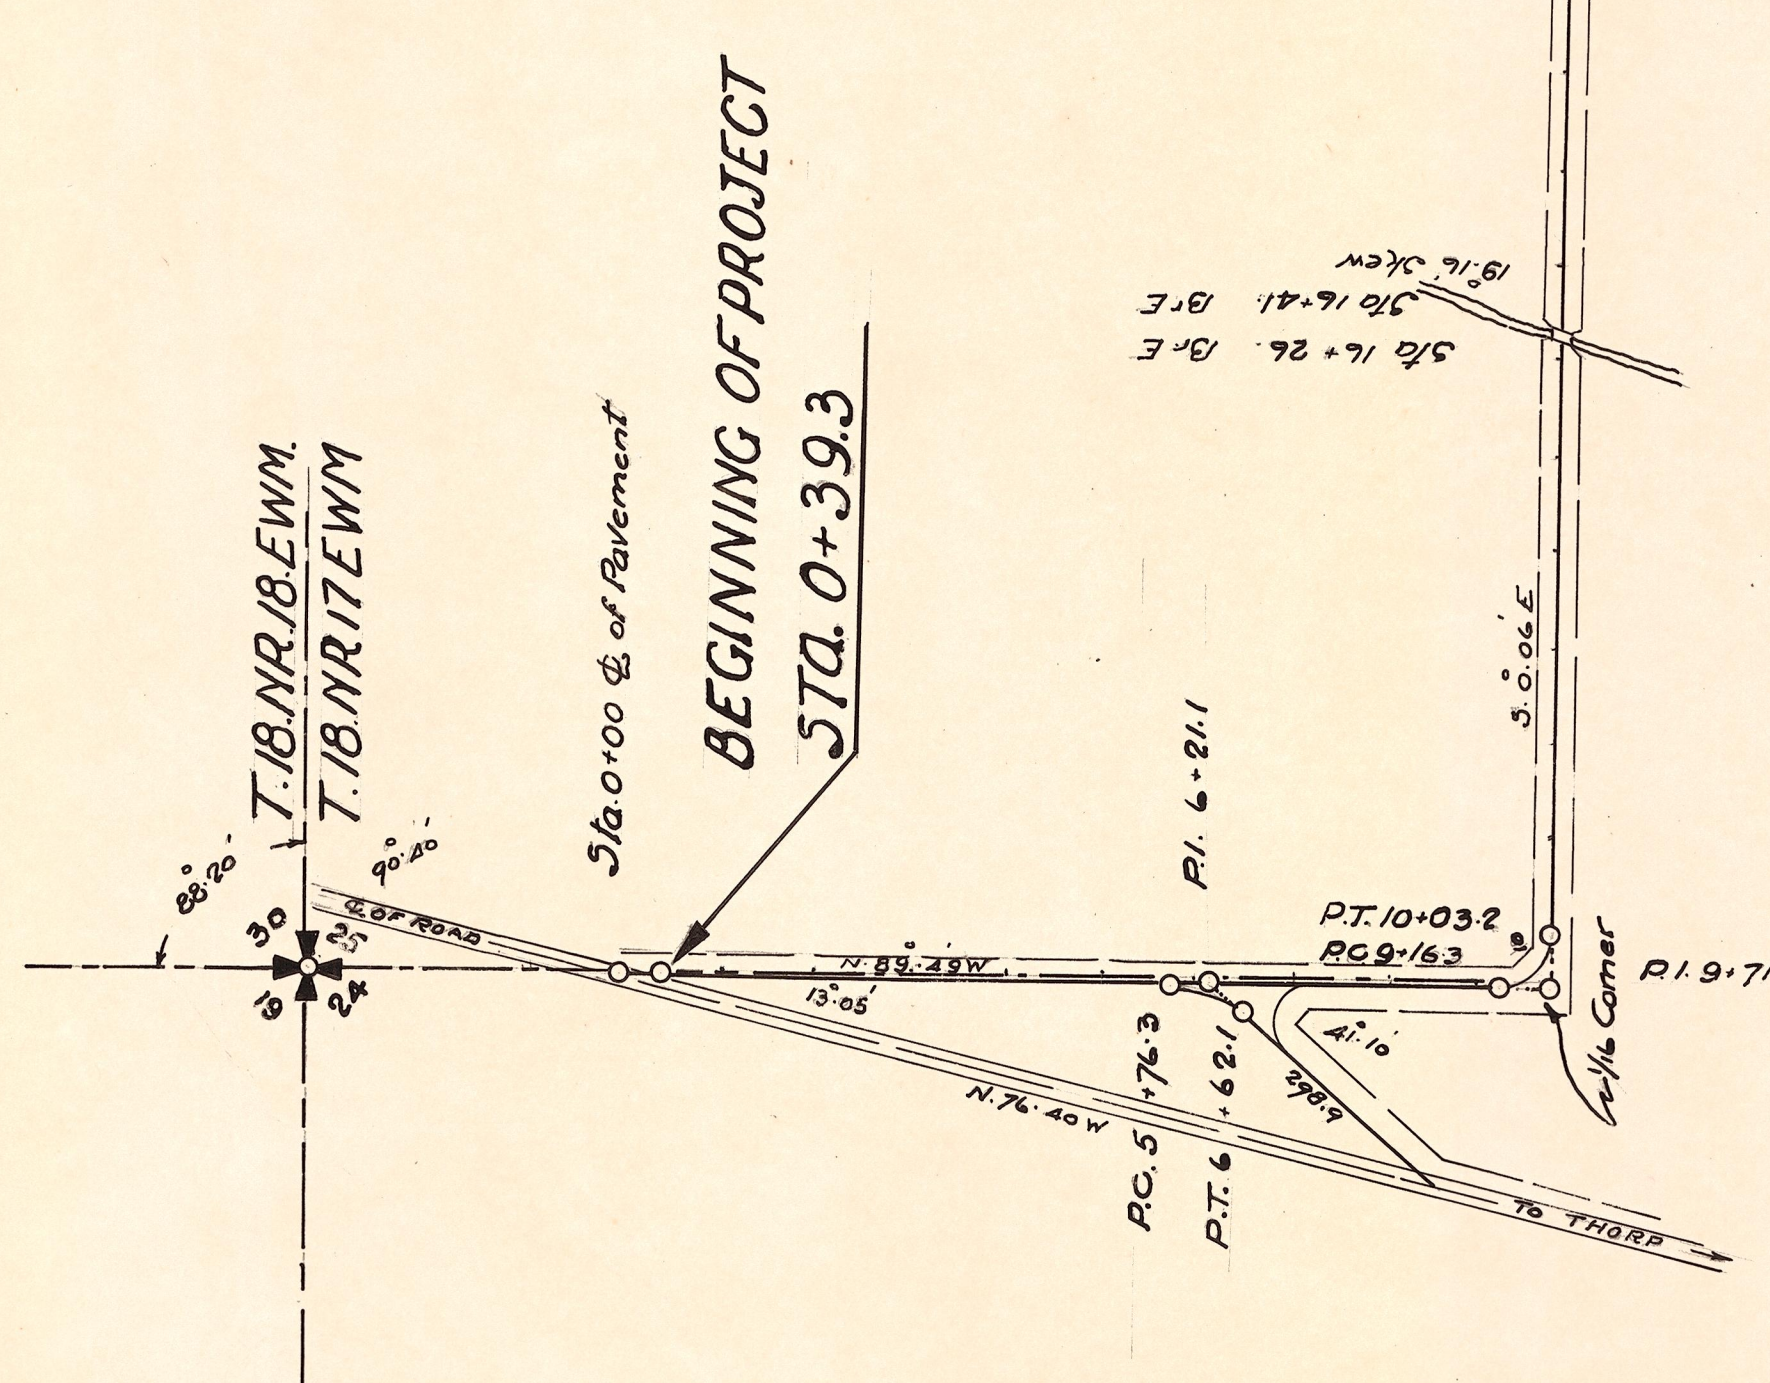 T.18.N R.18.E W.M.
T.18.N R 17 E W M
88°.20'
90°.40'
30
25
19
24
℄ OF ROAD
Sta. 0+00 ℄ of Pavement
BEGINNING OF PROJECT
STA. 0+39.3
N. 89°.49'W
13°.05'
N.76.40 W
P.I. 6+21.1
P.C. 5 +76.3
P.T. 6 +62.1
P.T. 10+03.2
P.C 9+16.3
P.I. 9+71
41°.10'
298.9
W 1/16 Corner
TO THORP
S.0°.06'E
19°.16' Skew
Sta 16+41. Br E
Sta 16+26. Br E